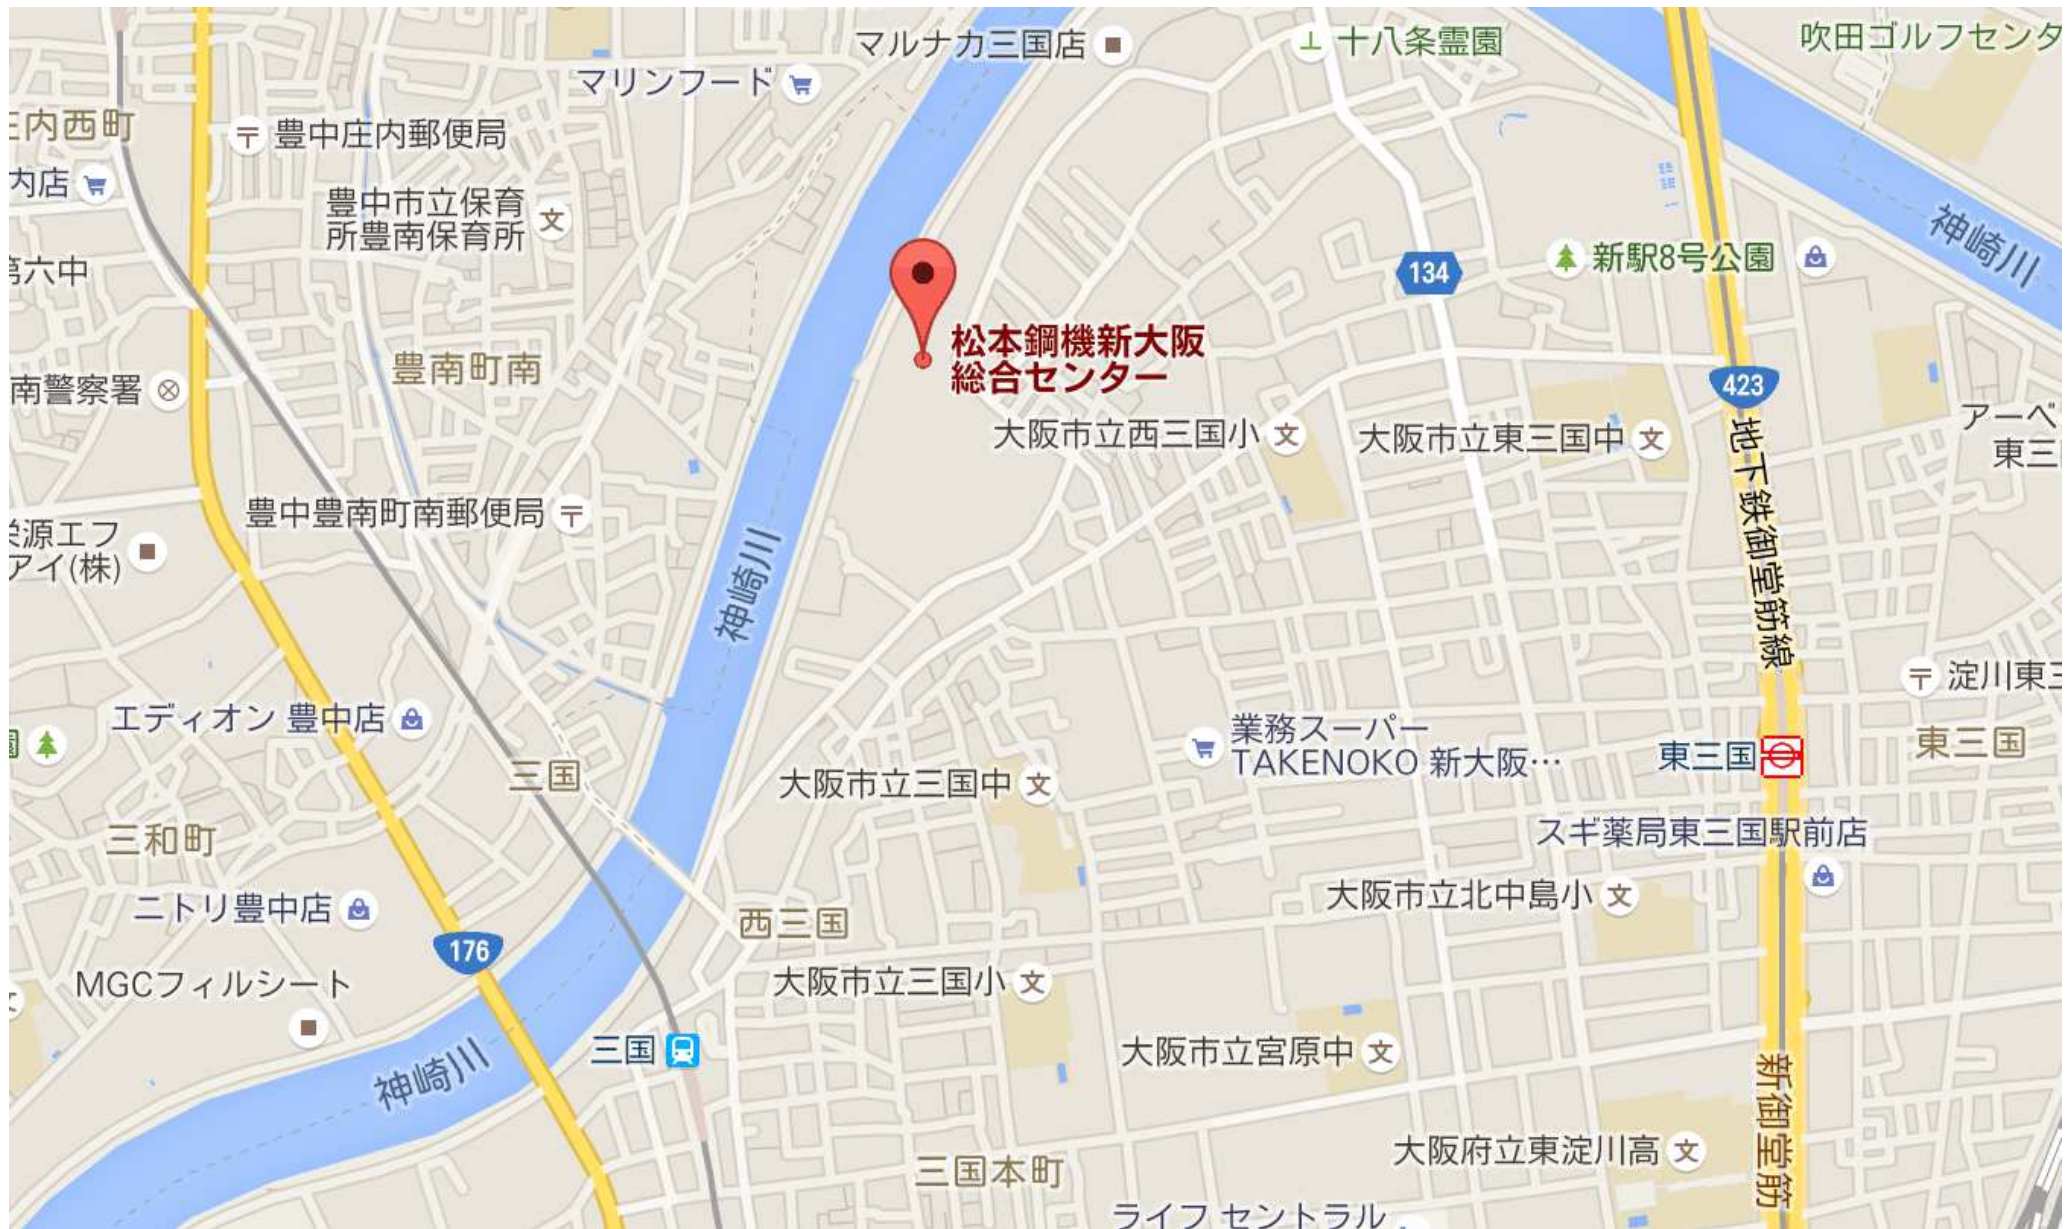 マルナカ三国店
十八条霊園
吹田ゴルフセンタ
マリンフード
内西町
豊中庄内郵便局
内店
豊中市立保育
所豊南保育所
神崎川
新駅8号公園
134
六中
松本鋼機新大阪
総合センター
豊南町南
423
南警察署
アーベ
東三
大阪市立西三国小
大阪市立東三国中
地下鉄御堂筋線
豊中豊南町南郵便局
源エフ
アイ(株)
神崎川
淀川東三
エディオン 豊中店
業務スーパー
TAKENOKO 新大阪…
東三国
東三国
三国
大阪市立三国中
三和町
スギ薬局東三国駅前店
大阪市立北中島小
ニトリ豊中店
西三国
176
MGCフィルシート
大阪市立三国小
三国
大阪市立宮原中
神崎川
新御堂筋
大阪府立東淀川高
三国本町
ライフ セントラル